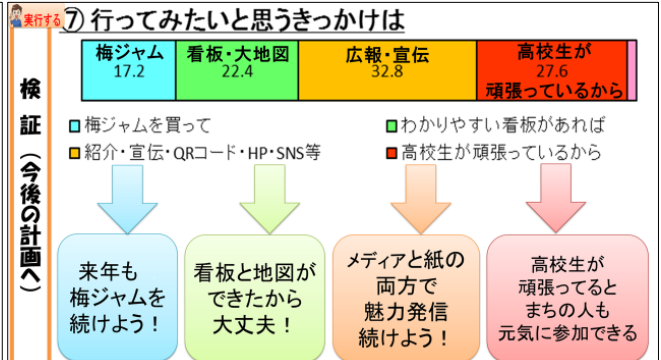 実行する
⑦ 行ってみたいと思うきっかけは
検証(今後の計画へ)
梅ジャム
17.2
看板・大地図
22.4
広報・宣伝
32.8
高校生が
27.6
頑張っているから
梅ジャムを買って
わかりやすい看板があれば
紹介・宣伝・QRコード・HP・SNS等
高校生が頑張っているから
来年も
梅ジャムを
続けよう!
看板と地図が
できたから
大丈夫!
メディアと紙の
両方で
魅力発信
続けよう!
高校生が
頑張ってると
まちの人も
元気に参加できる